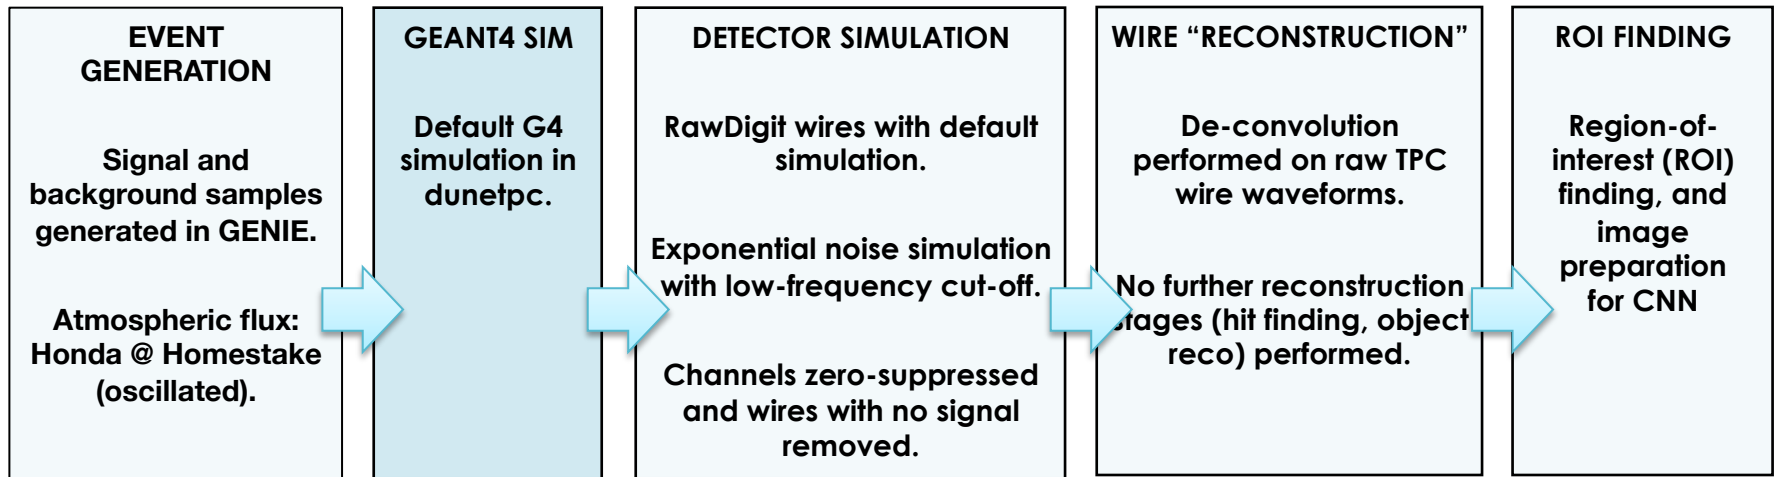 EVENT
GENERATION
Signal and
background samples
generated in GENIE.
Atmospheric flux:
Honda @ Homestake
(oscillated).
GEANT4 SIM
Default G4
simulation in
dunetpc.
DETECTOR SIMULATION
RawDigit wires with default
simulation.
Exponential noise simulation
with low-frequency cut-off.
Channels zero-suppressed
and wires with no signal
removed.
WIRE “RECONSTRUCTION”
De-convolution
performed on raw TPC
wire waveforms.
No further reconstruction
stages (hit finding, object
reco) performed.
ROI FINDING
Region-of-
interest (ROI)
finding, and
image
preparation
for CNN